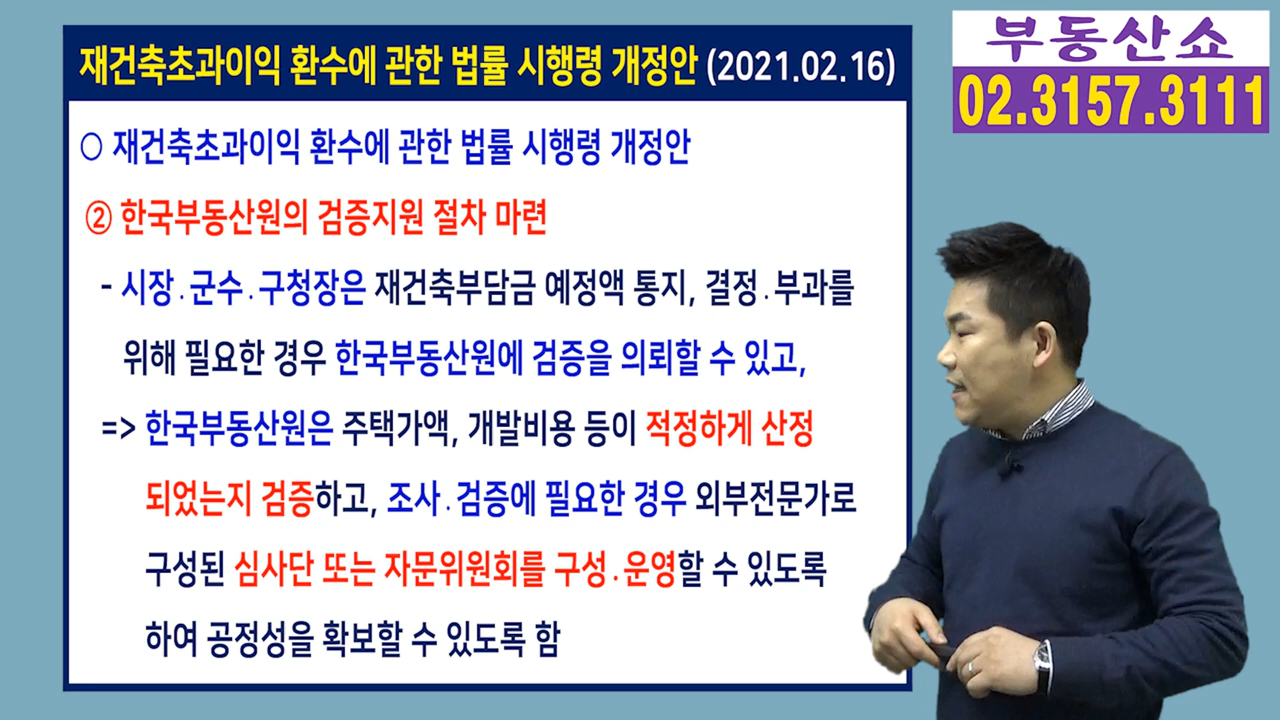 재건축초과이익 환수에 관한 법률 시행령 개정안 (2021.02.16)
부동산쇼
02.3157.3111
○ 재건축초과이익 환수에 관한 법률 시행령 개정안
② 한국부동산원의 검증지원 절차 마련
- 시장·군수·구청장은 재건축부담금 예정액 통지, 결정·부과를
위해 필요한 경우 한국부동산원에 검증을 의뢰할 수 있고,
=> 한국부동산원은 주택가액, 개발비용 등이 적정하게 산정
되었는지 검증하고, 조사·검증에 필요한 경우 외부전문가로
구성된 심사단 또는 자문위원회를 구성·운영할 수 있도록
하여 공정성을 확보할 수 있도록 함